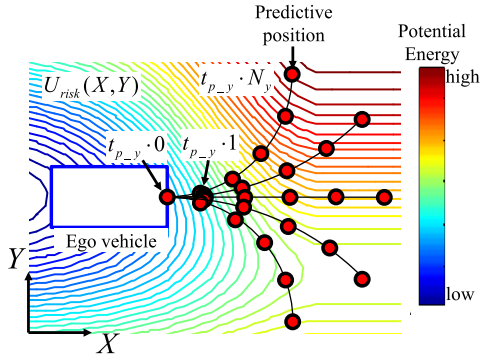 Predictive
position
Potential
Energy
U_risk(X,Y)
t_p_y·N_y
high
t_p_y·0
t_p_y·1
Ego vehicle
Y
X
low